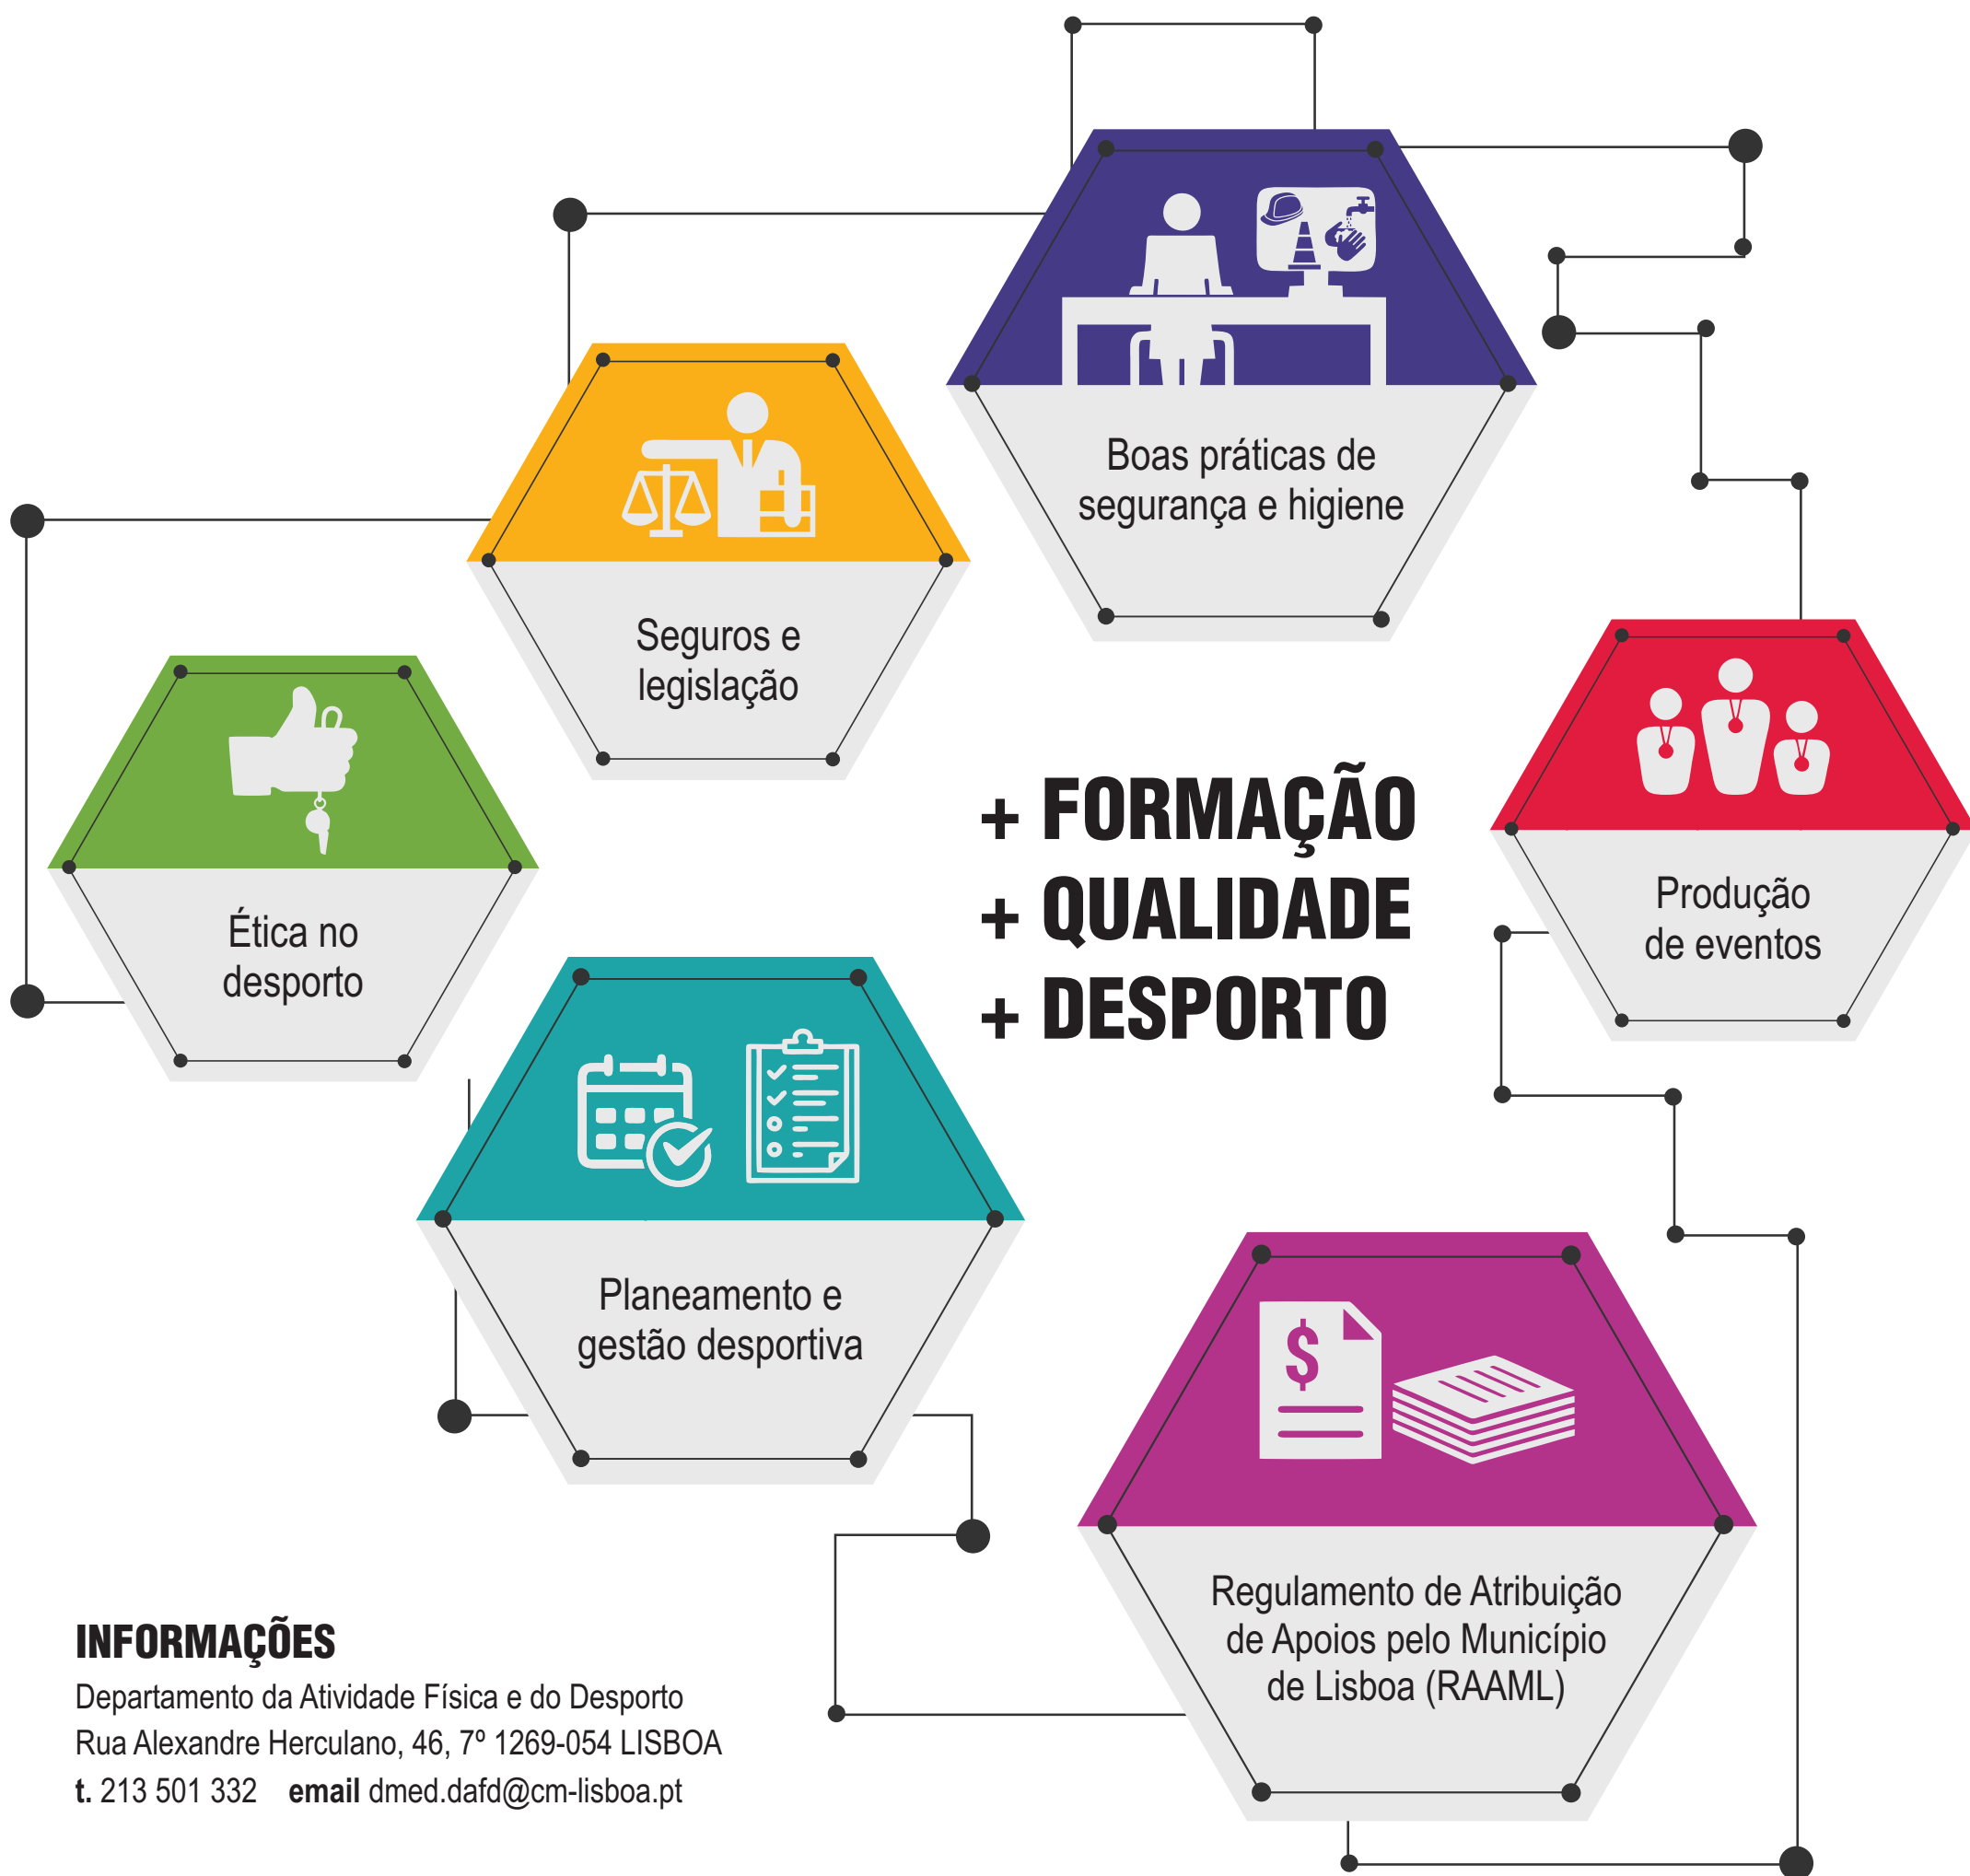 Boas práticas de
segurança e higiene
Seguros e
legislação
Ética no
desporto
+ FORMAÇÃO
+ QUALIDADE
+ DESPORTO
Produção
de eventos
Planeamento e
gestão desportiva
$
Regulamento de Atribuição
de Apoios pelo Município
de Lisboa (RAAML)
INFORMAÇÕES
Departamento da Atividade Física e do Desporto
Rua Alexandre Herculano, 46, 7º 1269-054 LISBOA
t. 213 501 332 email dmed.dafd@cm-lisboa.pt